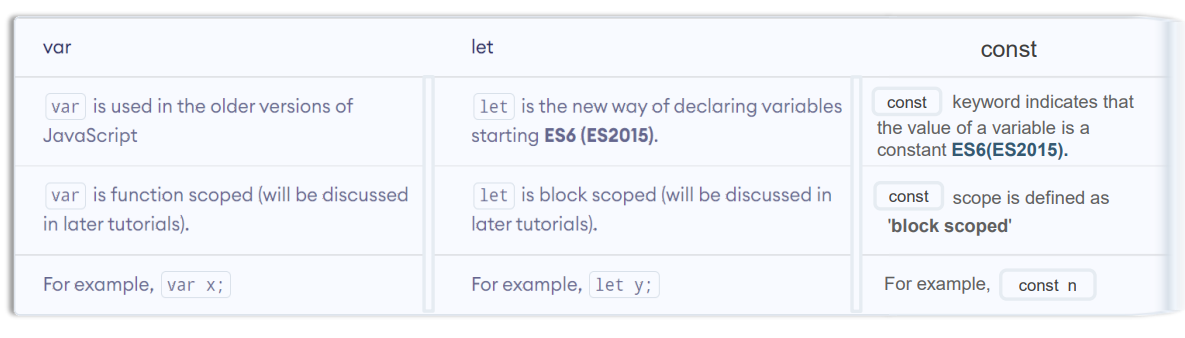 var
let
const
var is used in the older versions of
JavaScript
let is the new way of declaring variables
starting ES6 (ES2015).
const keyword indicates that
the value of a variable is a
constant ES6(ES2015).
var is function scoped (will be discussed
in later tutorials).
let is block scoped (will be discussed in
later tutorials).
const scope is defined as
'block scoped'
For example, var x;
For example, let y;
For example, const n